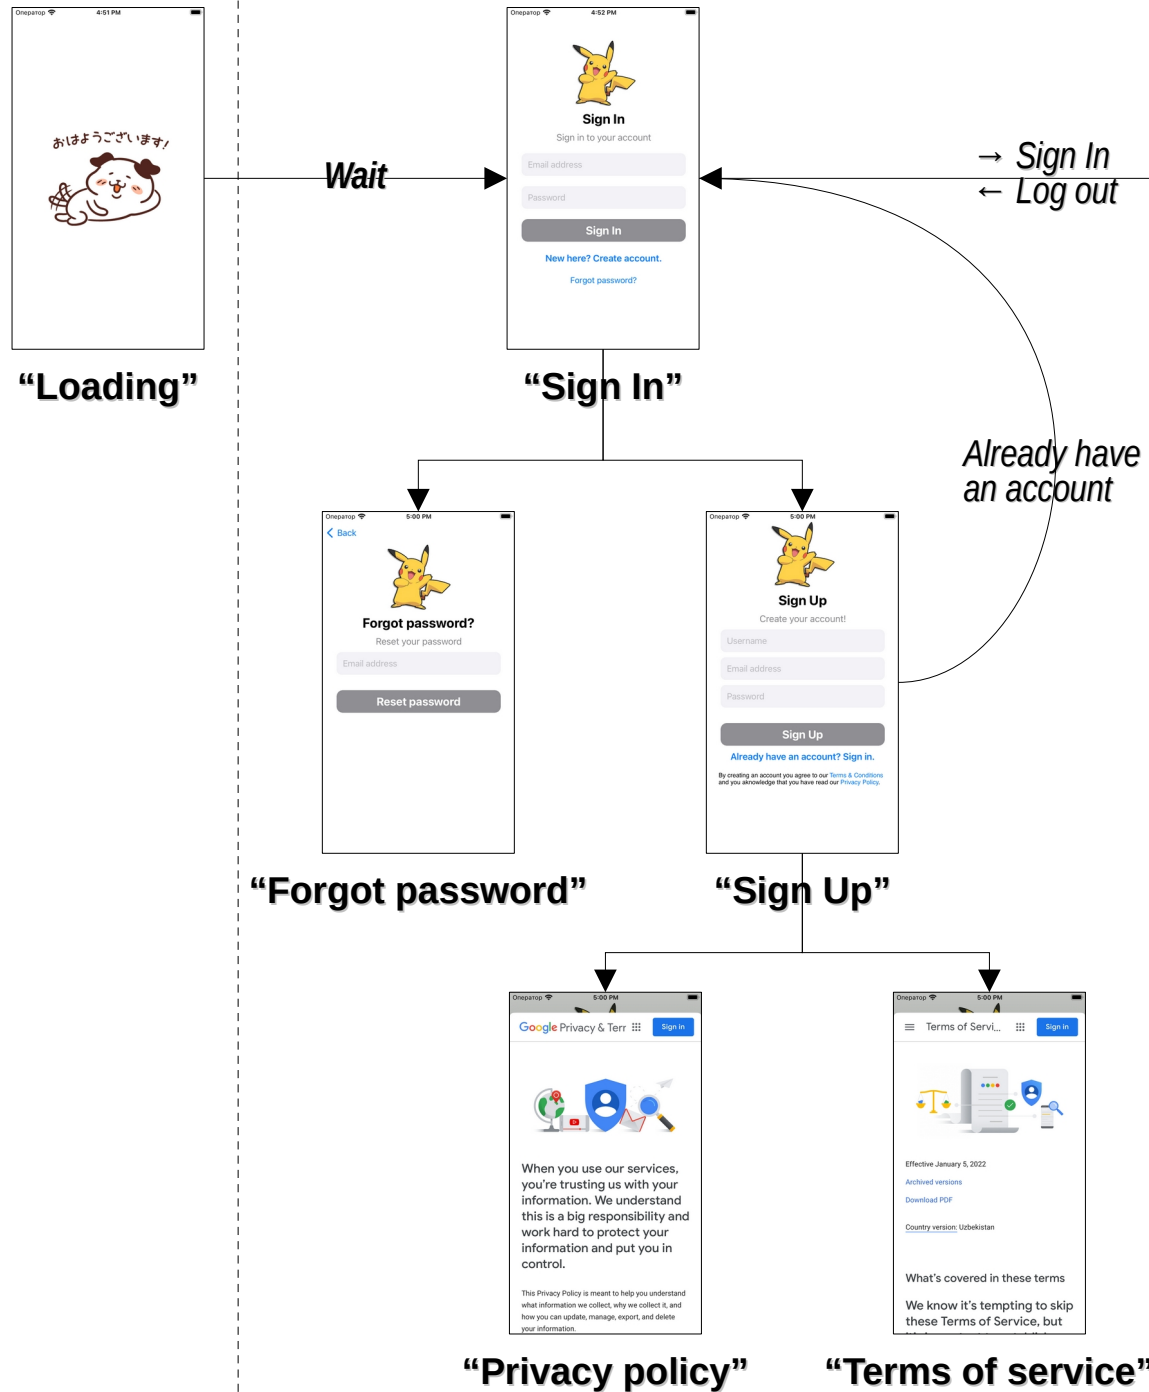 Оператор 4:51 PM
おはようございます!
“Loading”
Wait
Оператор 4:52 PM
Sign In
Sign in to your account
Email address
Password
Sign In
New here? Create account.
Forgot password?
“Sign In”
→ Sign In
← Log out
Already have
an account
Оператор 5:00 PM
Back
Forgot password?
Reset your password
Email address
Reset password
“Forgot password”
Оператор 5:00 PM
Sign Up
Create your account!
Username
Email address
Password
Sign Up
Already have an account? Sign in.
By creating an account you agree to our Terms & Conditions
and you aknowledge that you have read our Privacy Policy.
“Sign Up”
Оператор 5:00 PM
Google Privacy & Terr Sign in
When you use our services,
you’re trusting us with your
information. We understand
this is a big responsibility and
work hard to protect your
information and put you in
control.
This Privacy Policy is meant to help you understand
what information we collect, why we collect it, and
how you can update, manage, export, and delete
your information.
“Privacy policy”
Оператор 5:00 PM
Terms of Servi... Sign in
Effective January 5, 2022
Archived versions
Download PDF
Country version: Uzbekistan
What’s covered in these terms
We know it’s tempting to skip
these Terms of Service, but
“Terms of service”